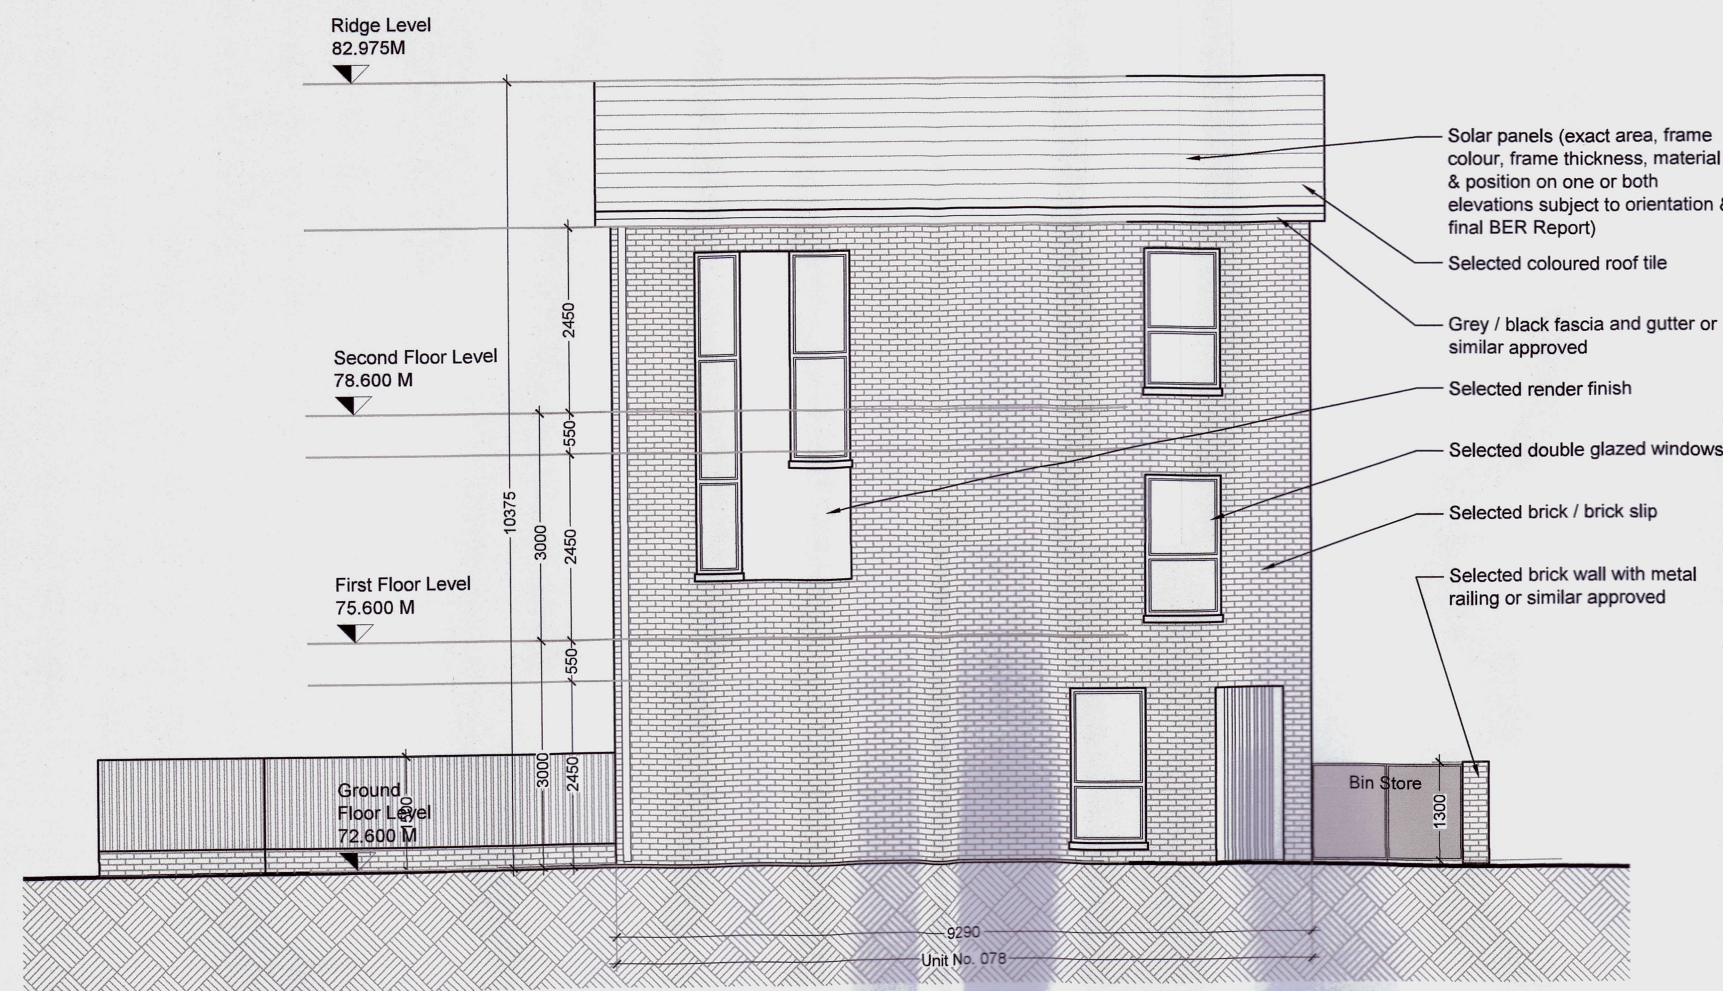 Ridge Level
82.975M
Solar panels (exact area, frame
colour, frame thickness, material
& position on one or both
elevations subject to orientation &
final BER Report)
Selected coloured roof tile
Grey / black fascia and gutter or
similar approved
Selected render finish
Selected double glazed windows
Selected brick / brick slip
Selected brick wall with metal
railing or similar approved
Second Floor Level
78.600 M
First Floor Level
75.600 M
Ground
Floor Level
72.600 M
10375
3000
3000
2450
550
2450
550
2450
Bin Store
1300
9290
Unit No. 078